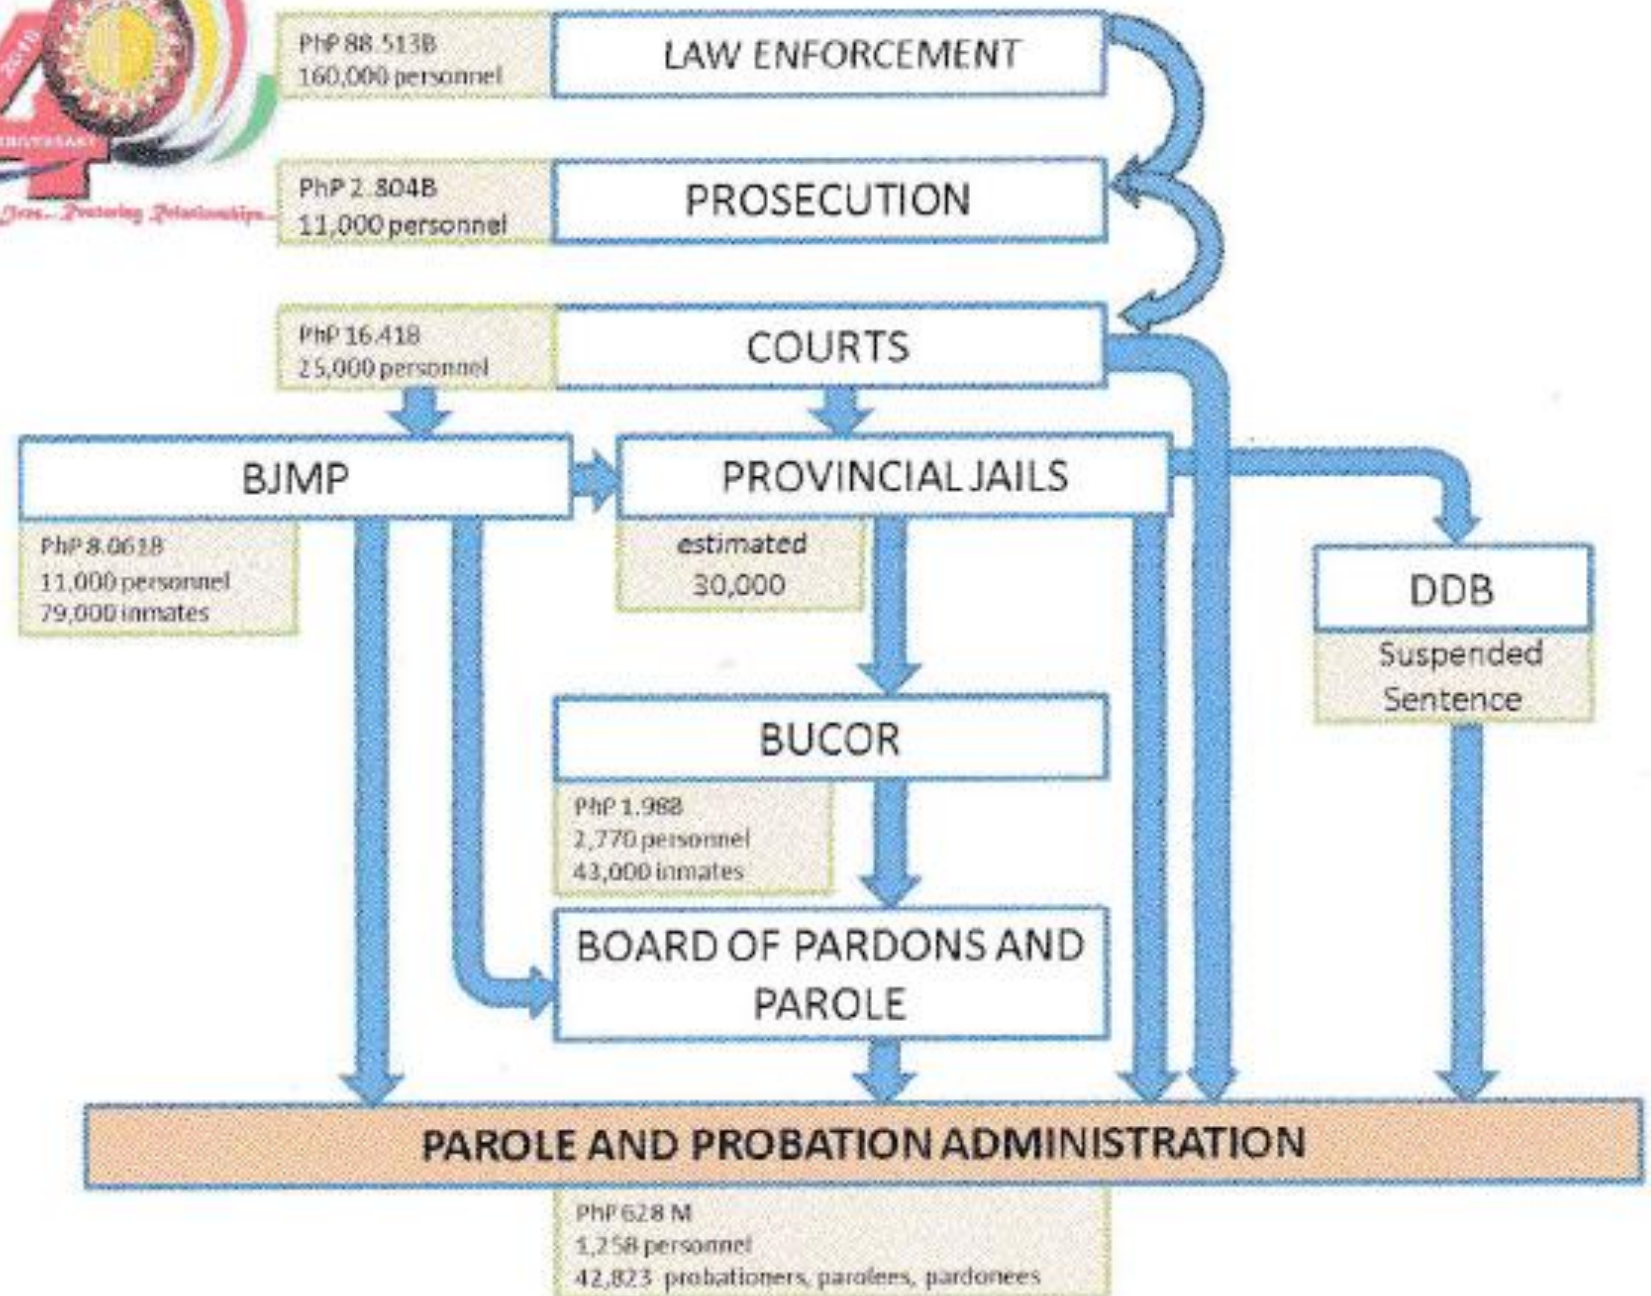 2016
ANNIVERSARY
PhP 88.513B
160,000 personnel
LAW ENFORCEMENT
PhP 2.804B
11,000 personnel
PROSECUTION
PhP 16.41B
25,000 personnel
COURTS
BJMP
PROVINCIAL JAILS
PhP 8.061B
11,000 personnel
79,000 inmates
estimated
30,000
DDB
Suspended
Sentence
BUCOR
PhP 1.98B
2,770 personnel
43,000 inmates
BOARD OF PARDONS AND
PAROLE
PAROLE AND PROBATION ADMINISTRATION
PhP 628 M
1,258 personnel
42,823 probationers, parolees, pardonees